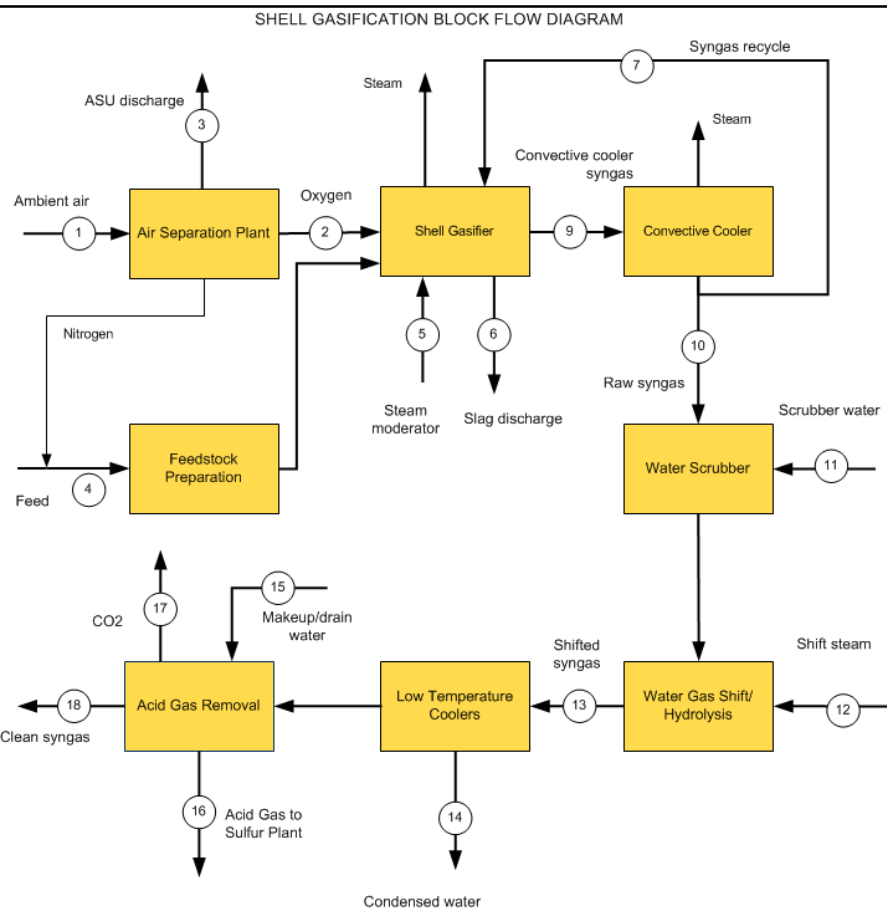 SHELL GASIFICATION BLOCK FLOW DIAGRAM
Syngas recycle
7
Steam
ASU discharge
3
Steam
Convective cooler
syngas
Ambient air
1
Air Separation Plant
Oxygen
2
Shell Gasifier
9
Convective Cooler
Nitrogen
5
6
10
Steam
moderator
Slag discharge
Raw syngas
Scrubber water
Feedstock
Preparation
Water Scrubber
11
Feed
4
15
17
CO2
Makeup/drain
water
Shifted
syngas
Shift steam
18
Acid Gas Removal
Low Temperature
Coolers
13
Water Gas Shift/
Hydrolysis
12
Clean syngas
16
Acid Gas to
Sulfur Plant
14
Condensed water